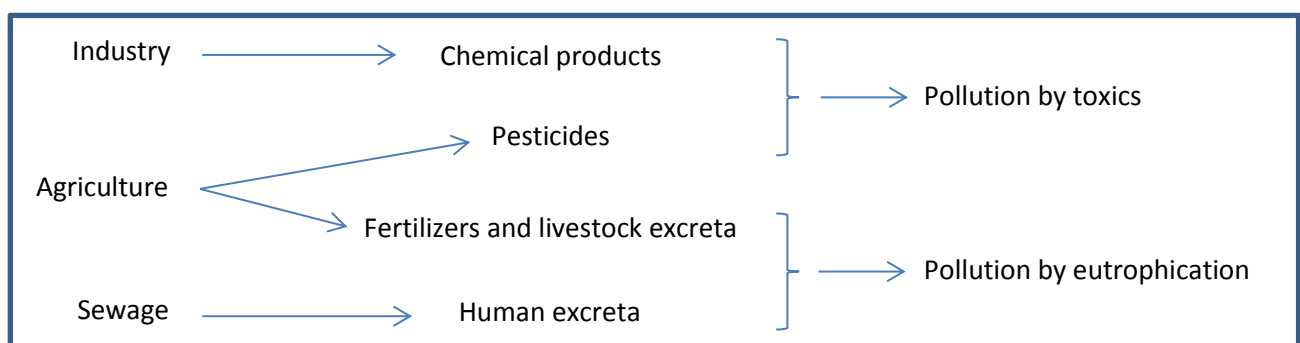 Industry
Chemical products
Pollution by toxics
Pesticides
Agriculture
Fertilizers and livestock excreta
Pollution by eutrophication
Sewage
Human excreta